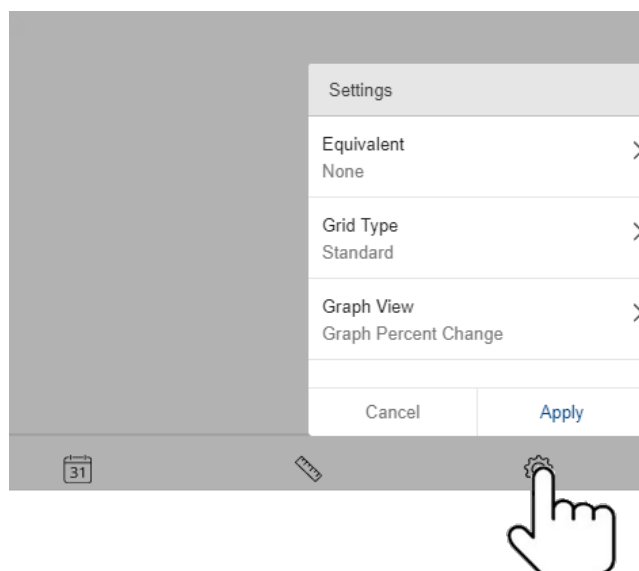 Settings
Equivalent
None
Grid Type
Standard
Graph View
Graph Percent Change
Cancel Apply
31